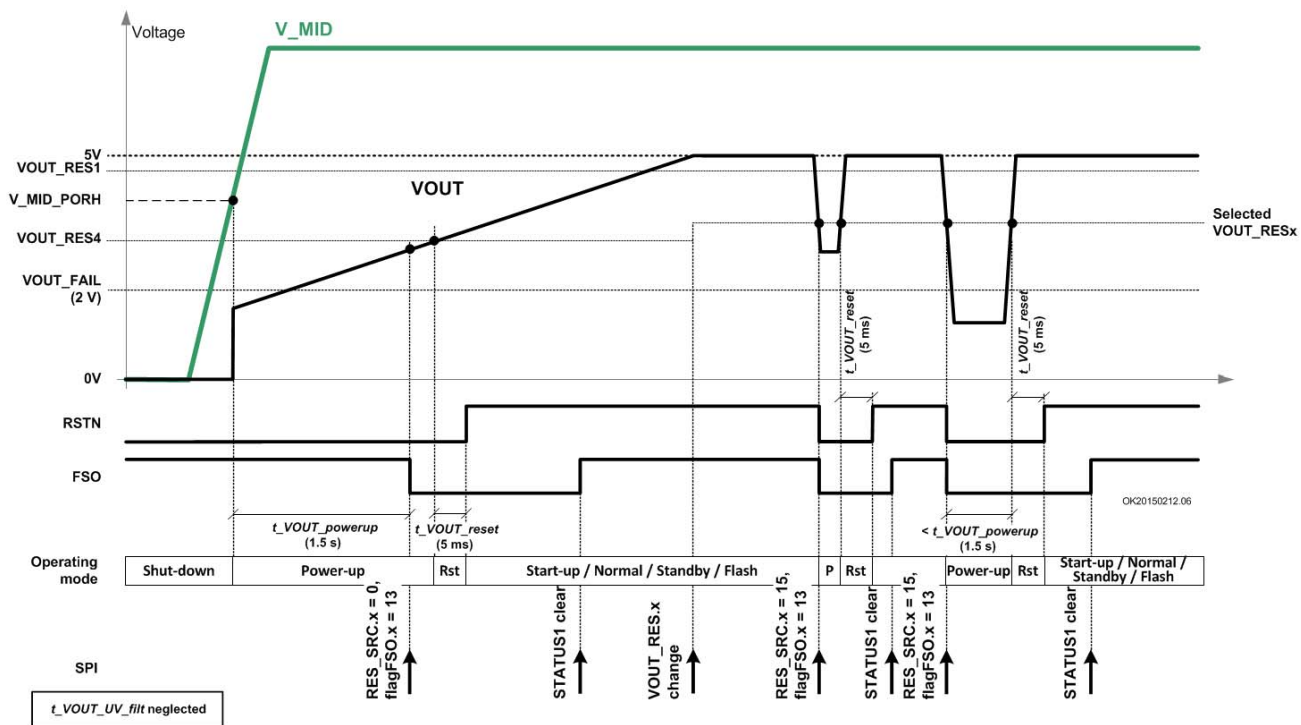 Voltage
V_MID
5V
VOUT_RES1
V_MID_PORH
VOUT
VOUT_RES4
Selected
VOUT_RESx
VOUT_FAIL
(2 V)
t_VOUT_reset
(5 ms)
t_VOUT_reset
(5 ms)
0V
RSTN
FSO
OK20150212.06
t_VOUT_powerup
(1.5 s)
t_VOUT_reset
(5 ms)
< t_VOUT_powerup
(1.5 s)
Operating
mode
Shut-down
Power-up
Rst
Start-up / Normal / Standby / Flash
P
Rst
Power-up
Rst
Start-up / Normal /
Standby / Flash
RES_SRC.x = 0,
flagFSO.x = 13
STATUS1 clear
VOUT_RES.x
change
RES_SRC.x = 15,
flagFSO.x = 13
STATUS1 clear
RES_SRC.x = 15,
flagFSO.x = 13
STATUS1 clear
SPI
t_VOUT_UV_filt neglected